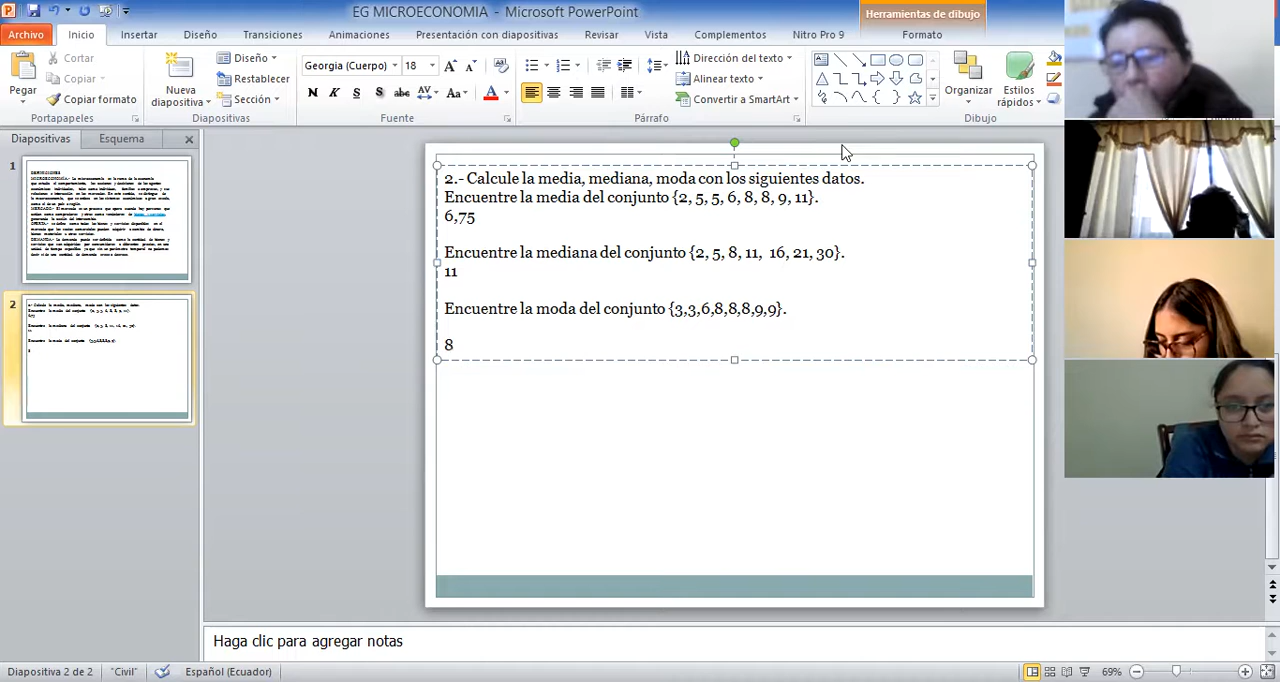 EG MICROECONOMIA - Microsoft PowerPoint
Herramientas de dibujo
Archivo Inicio Insertar Diseño Transiciones Animaciones Presentación con diapositivas Revisar Vista Complementos Nitro Pro 9 Formato
Pegar
Cortar
Copiar
Copiar formato
Portapapeles
Nueva diapositiva
Diseño
Restablecer
Sección
Diapositivas
Georgia (Cuerpo) 18
N K S S abc AV Aa A
Fuente
Dirección del texto
Alinear texto
Convertir a SmartArt
Párrafo
Organizar
Estilos rápidos
Dibujo
Diapositivas Esquema
1
2
2.- Calcule la media, mediana, moda con los siguientes datos.
Encuentre la media del conjunto {2, 5, 5, 6, 8, 8, 9, 11}.
6,75
Encuentre la mediana del conjunto {2, 5, 8, 11, 16, 21, 30}.
11
Encuentre la moda del conjunto {3,3,6,8,8,8,9,9}.
8
Haga clic para agregar notas
Diapositiva 2 de 2 "Civil" Español (Ecuador) 69%